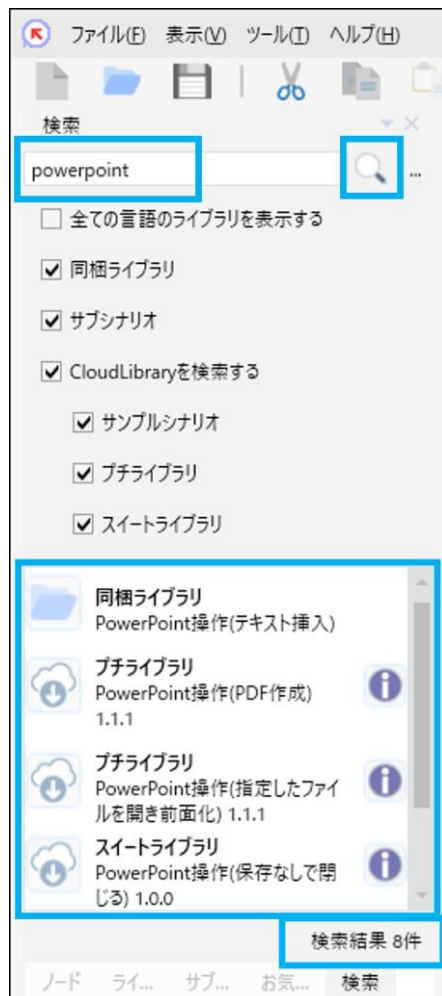 ファイル(F) 表示(V) ツール(T) ヘルプ(H)
検索
powerpoint ...
全ての言語のライブラリを表示する
同梱ライブラリ
サブシナリオ
CloudLibraryを検索する
サンプルシナリオ
プチライブラリ
スイートライブラリ
同梱ライブラリ
PowerPoint操作(テキスト挿入)
プチライブラリ
PowerPoint操作(PDF作成)
1.1.1
プチライブラリ
PowerPoint操作(指定したファイ
ルを開き前面化) 1.1.1
スイートライブラリ
PowerPoint操作(保存なしで閉
じる) 1.0.0
検索結果 8件
ノード ライ... サブ... お気... 検索